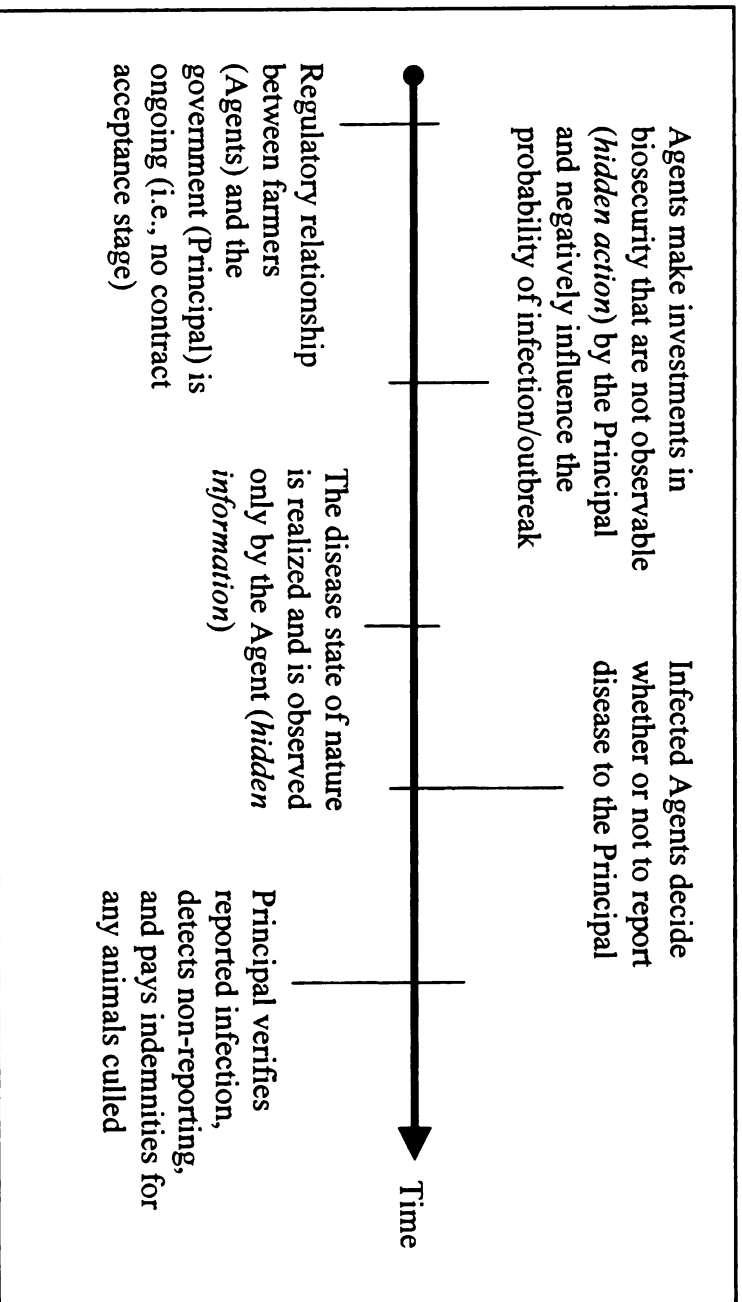 Agents make investments in
biosecurity that are not observable
(hidden action) by the Principal
and negatively influence the
probability of infection/outbreak
Infected Agents decide
whether or not to report
disease to the Principal
Time
Regulatory relationship
between farmers
(Agents) and the
government (Principal) is
ongoing (i.e., no contract
acceptance stage)
The disease state of nature
is realized and is observed
only by the Agent (hidden
information)
Principal verifies
reported infection,
detects non-reporting,
and pays indemnities for
any animals culled